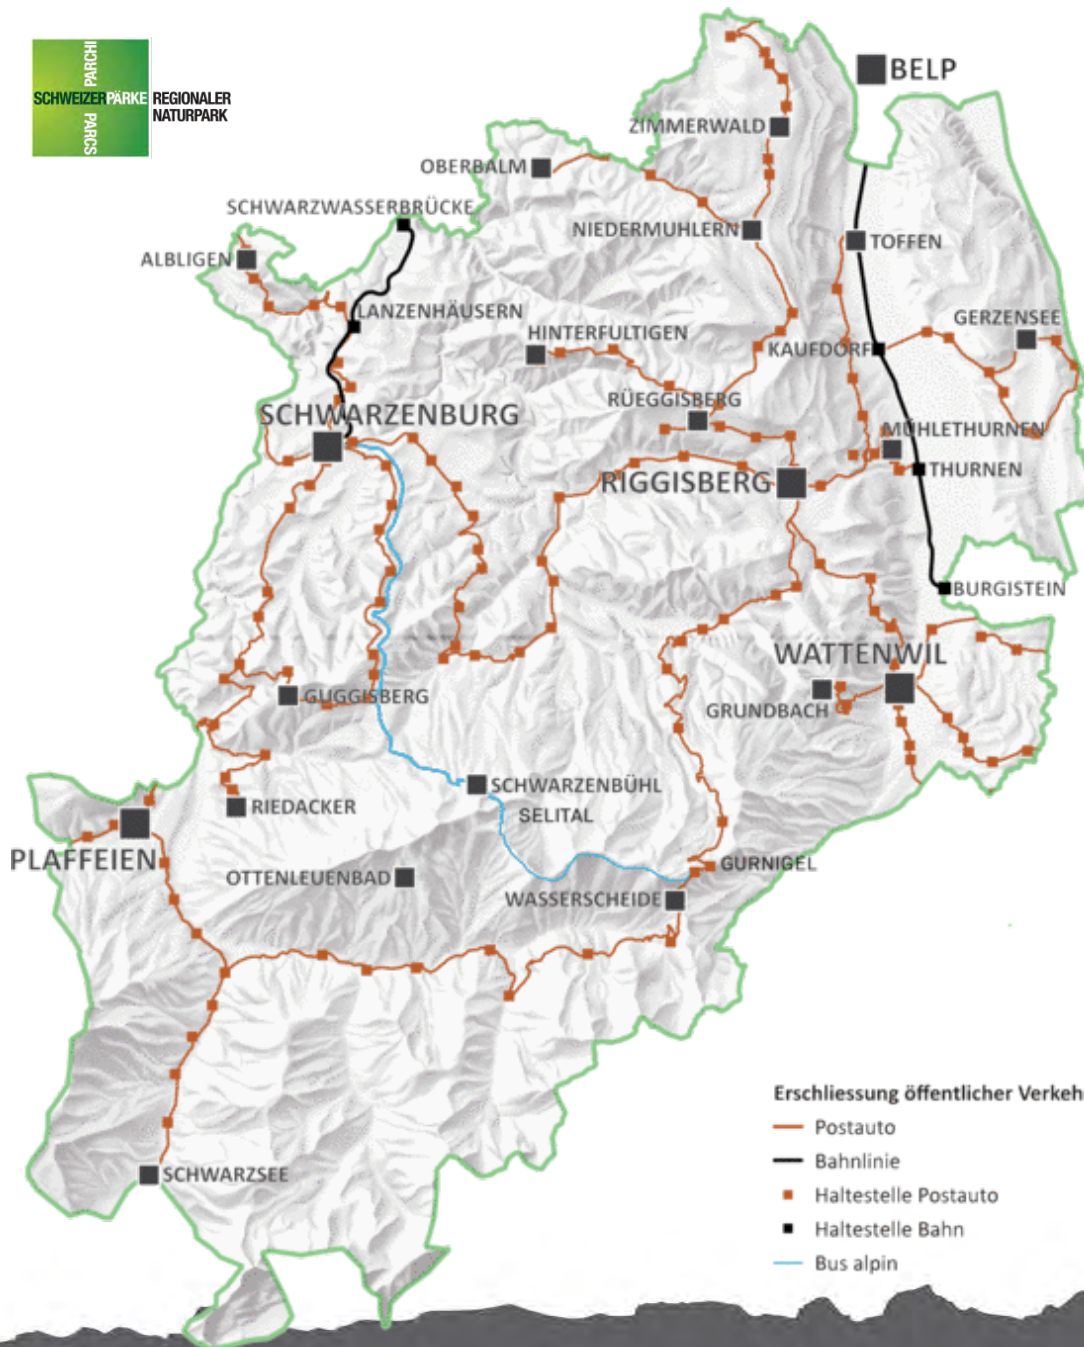 PARCHI
SCHWEIZERPÄRKE
PARCS
REGIONALER
NATURPARK
BELP
ZIMMERWALD
OBERBALM
SCHWARZWASSERBRÜCKE
NIEDERMUHLERN
TOFFEN
ALBLIGEN
LANZENHÄUSERN
GERZENSEE
HINTERFULTIGEN
KAUFDORF
RÜEGGISBERG
SCHWARZENBURG
MÜHLETHURNEN
THURNEN
RIGGISBERG
BURGISTEIN
WATTENWIL
GUGGISBERG
GRUNDBACH
SCHWARZENBÜHL
RIEDACKER
SELITAL
PLAFFEIEN
GURNIGEL
OTTENLEUENBAD
WASSERSCHEIDE
SCHWARZSEE
Erschliessung öffentlicher Verkeh
Postauto
Bahnlinie
Haltestelle Postauto
Haltestelle Bahn
Bus alpin